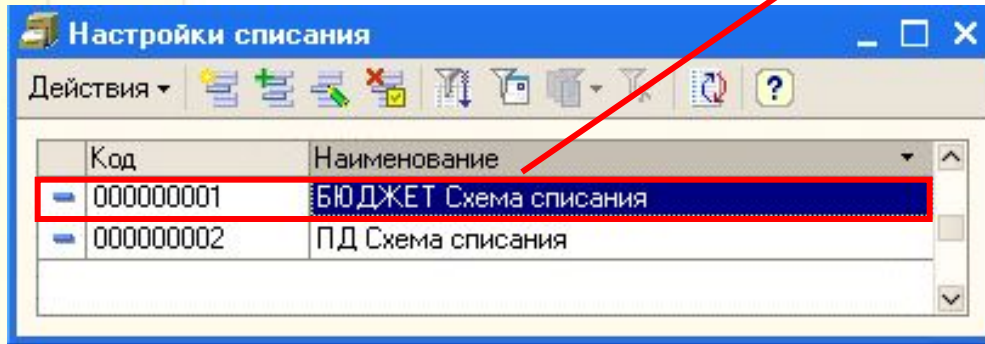 Настройки списания
Действия
?
Код Наименование
000000001 БЮДЖЕТ Схема списания
000000002 ПД Схема списания